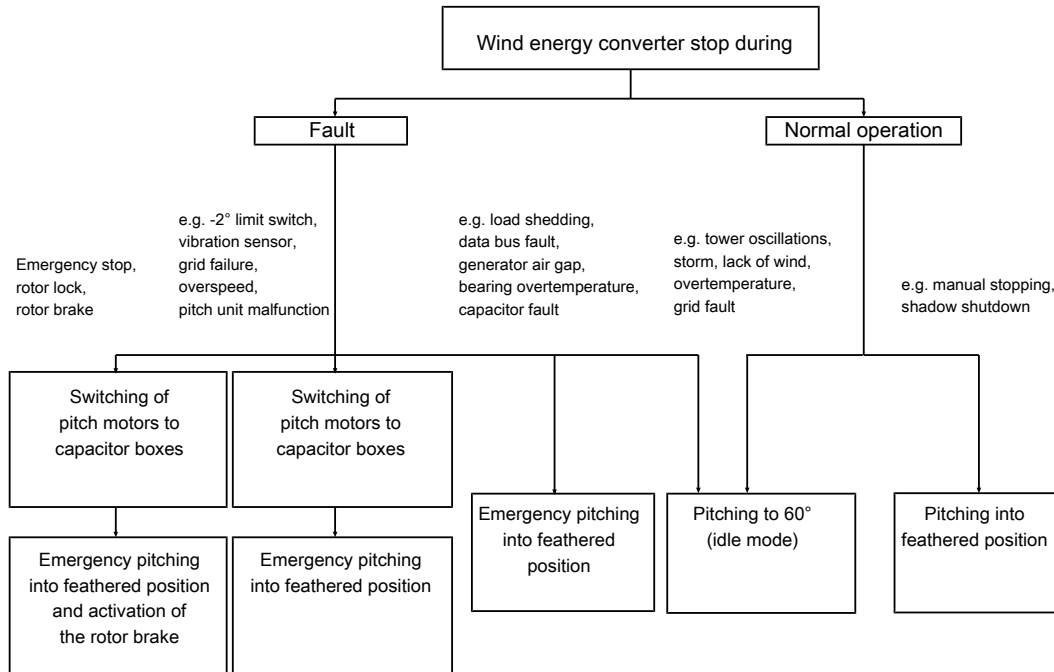 Wind energy converter stop during
Fault
Normal operation
Emergency stop,
rotor lock,
rotor brake
e.g. -2° limit switch,
vibration sensor,
grid failure,
overspeed,
pitch unit malfunction
e.g. load shedding,
data bus fault,
generator air gap,
bearing overtemperature,
capacitor fault
e.g. tower oscillations,
storm, lack of wind,
overtemperature,
grid fault
e.g. manual stopping,
shadow shutdown
Switching of
pitch motors to
capacitor boxes
Switching of
pitch motors to
capacitor boxes
Emergency pitching
into feathered
position
Pitching to 60°
(idle mode)
Pitching into
feathered position
Emergency pitching
into feathered position
and activation of
the rotor brake
Emergency pitching
into feathered position